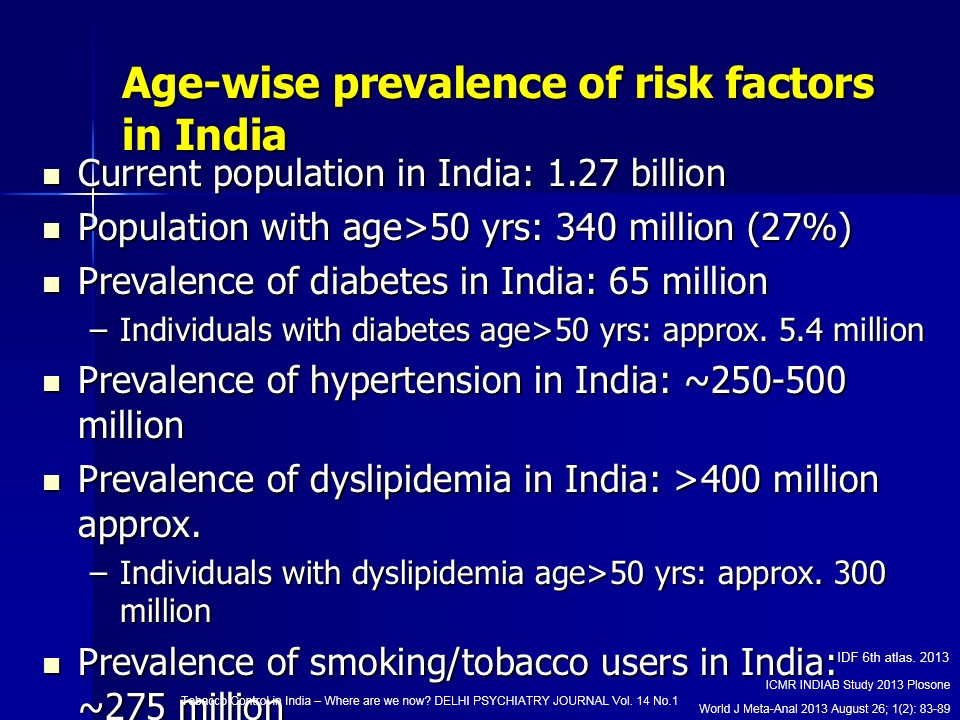 Age-wise prevalence of risk factors
in India
■ Current population in India: 1.27 billion
■ Population with age>50 yrs: 340 million (27%)
■ Prevalence of diabetes in India: 65 million
– Individuals with diabetes age>50 yrs: approx. 5.4 million
■ Prevalence of hypertension in India: ~250-500
million
■ Prevalence of dyslipidemia in India: >400 million
approx.
– Individuals with dyslipidemia age>50 yrs: approx. 300
million
■ Prevalence of smoking/tobacco users in India:
~275 million
IDF 6th atlas. 2013
ICMR INDIAB Study 2013 Plosone
Tobacco Control in India – Where are we now? DELHI PSYCHIATRY JOURNAL Vol. 14 No.1
World J Meta-Anal 2013 August 26; 1(2): 83-89